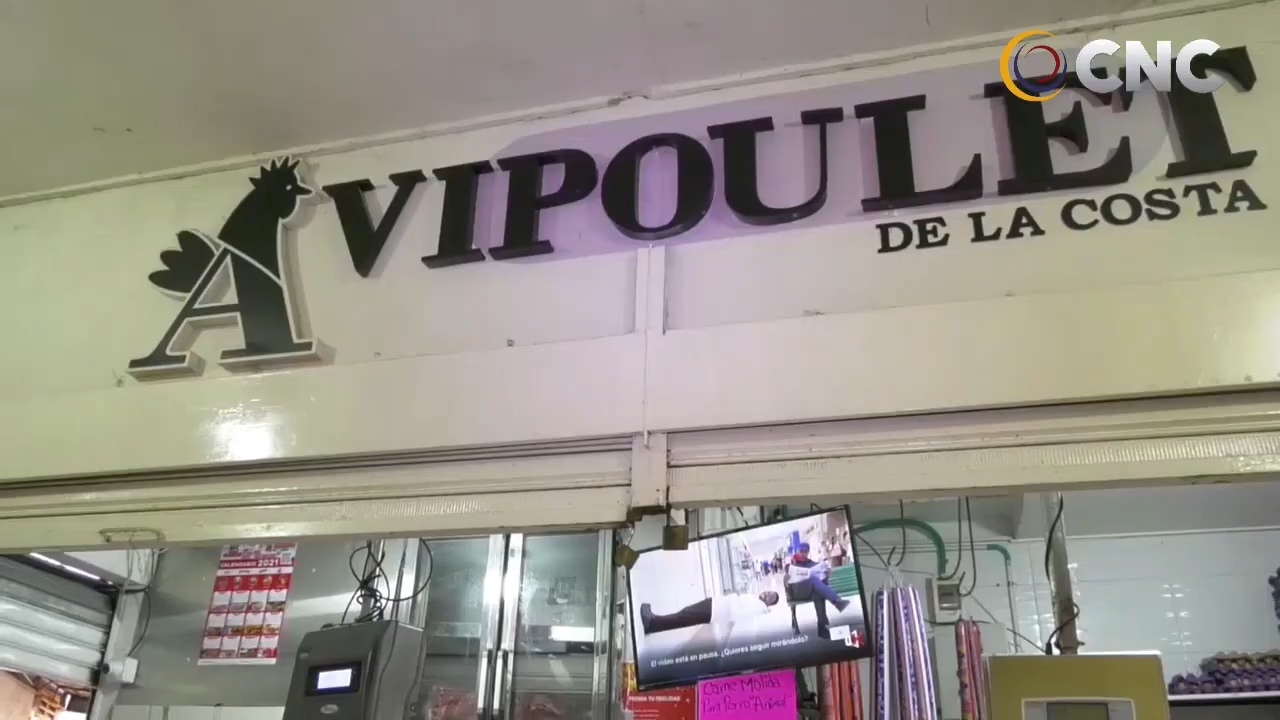 CNC
AVIPOULET
DE LA COSTA
CALENDARIO 2021
El video está en pausa. ¿Quieres seguir mirándolo?
Carne Molida
Para Perro "Animal"